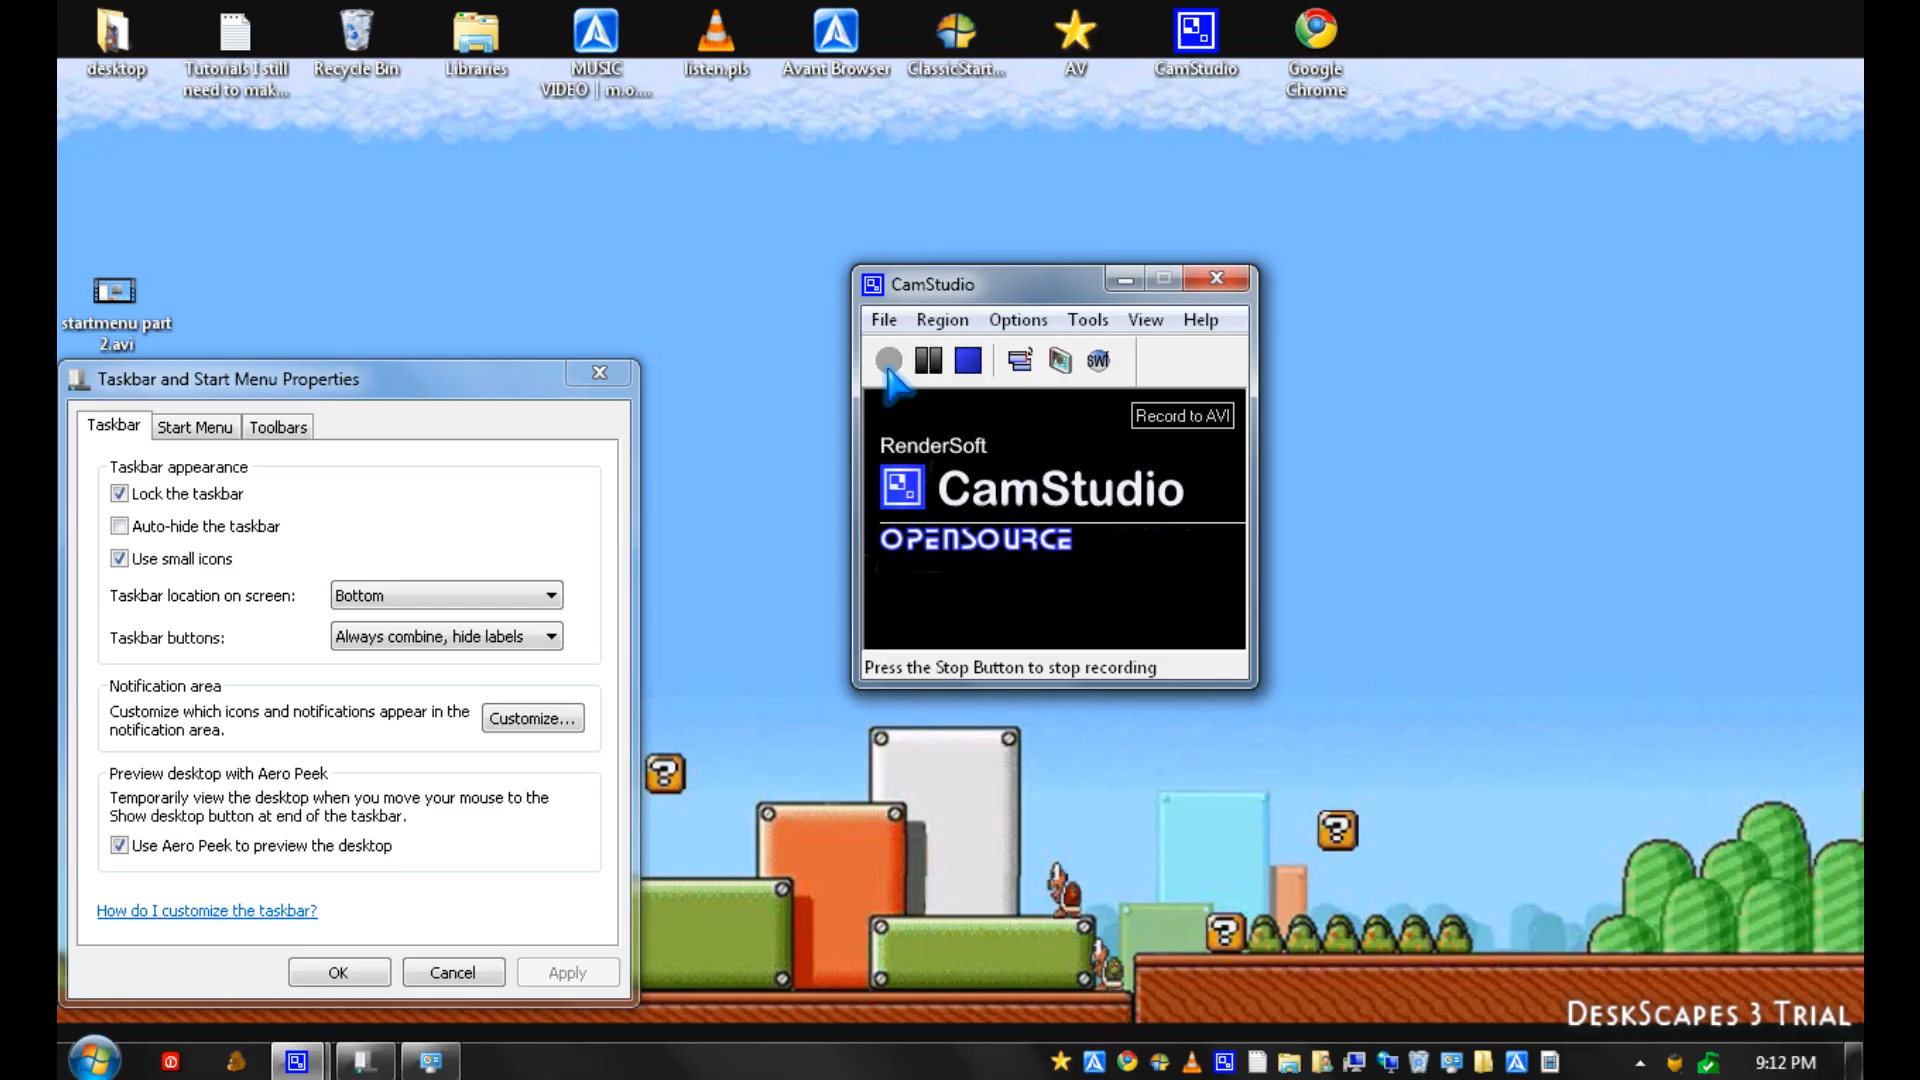 desktop
Tutorials I still
need to mak...
Recycle Bin
Libraries
MUSIC
VIDEO | m.o....
listen.pls
Avant Browser
ClassicStart...
AV
CamStudio
Google
Chrome
startmenu part
2.avi
Taskbar and Start Menu Properties
Taskbar
Start Menu
Toolbars
Taskbar appearance
Lock the taskbar
Auto-hide the taskbar
Use small icons
Taskbar location on screen:
Bottom
Taskbar buttons:
Always combine, hide labels
Notification area
Customize which icons and notifications appear in the
notification area.
Customize...
Preview desktop with Aero Peek
Temporarily view the desktop when you move your mouse to the
Show desktop button at end of the taskbar.
Use Aero Peek to preview the desktop
How do I customize the taskbar?
OK
Cancel
Apply
CamStudio
File
Region
Options
Tools
View
Help
SWF
Record to AVI
RenderSoft
CamStudio
OPENSOURCE
Press the Stop Button to stop recording
DeskScapes 3 Trial
9:12 PM